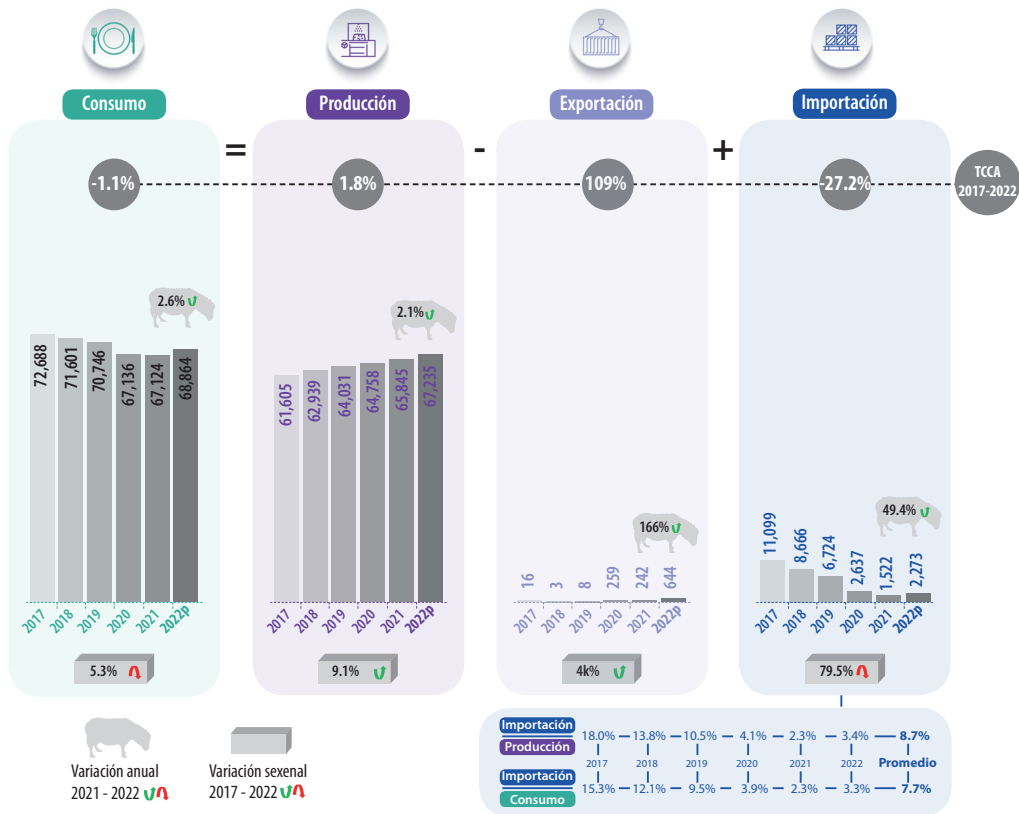 Consumo
Producción
Exportación
Importación
=
-
+
-1.1%
1.8%
109%
-27.2%
TCCA
2017-2022
2.6%
72,688
71,601
70,746
67,136
67,124
68,864
2017
2018
2019
2020
2021
2022p
5.3%
2.1%
61,605
62,939
64,031
64,758
65,845
67,235
2017
2018
2019
2020
2021
2022p
9.1%
166%
16
3
8
259
242
644
2017
2018
2019
2020
2021
2022p
4k%
49.4%
11,099
8,666
6,724
2,637
1,522
2,273
2017
2018
2019
2020
2021
2022p
79.5%
Variación anual
2021 - 2022
Variación sexenal
2017 - 2022
Importación
Producción
18.0% 13.8% 10.5% 4.1% 2.3% 3.4% 8.7%
2017 2018 2019 2020 2021 2022 Promedio
Importación
Consumo
15.3% 12.1% 9.5% 3.9% 2.3% 3.3% 7.7%